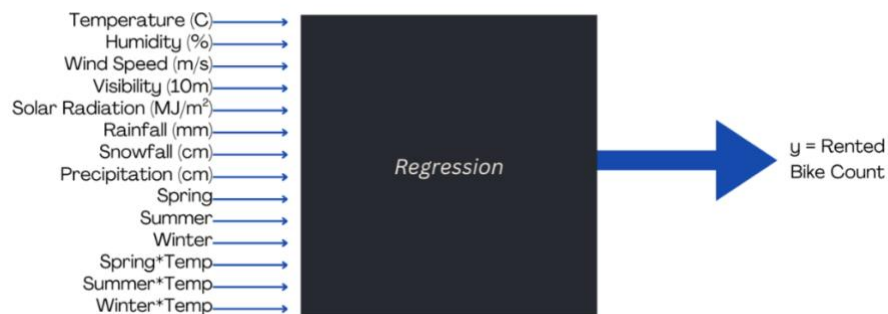 Temperature (C)
Humidity (%)
Wind Speed (m/s)
Visibility (10m)
Solar Radiation (MJ/m²)
Rainfall (mm)
Snowfall (cm)
Precipitation (cm)
Spring
Summer
Winter
Spring*Temp
Summer*Temp
Winter*Temp
Regression
y = Rented
Bike Count